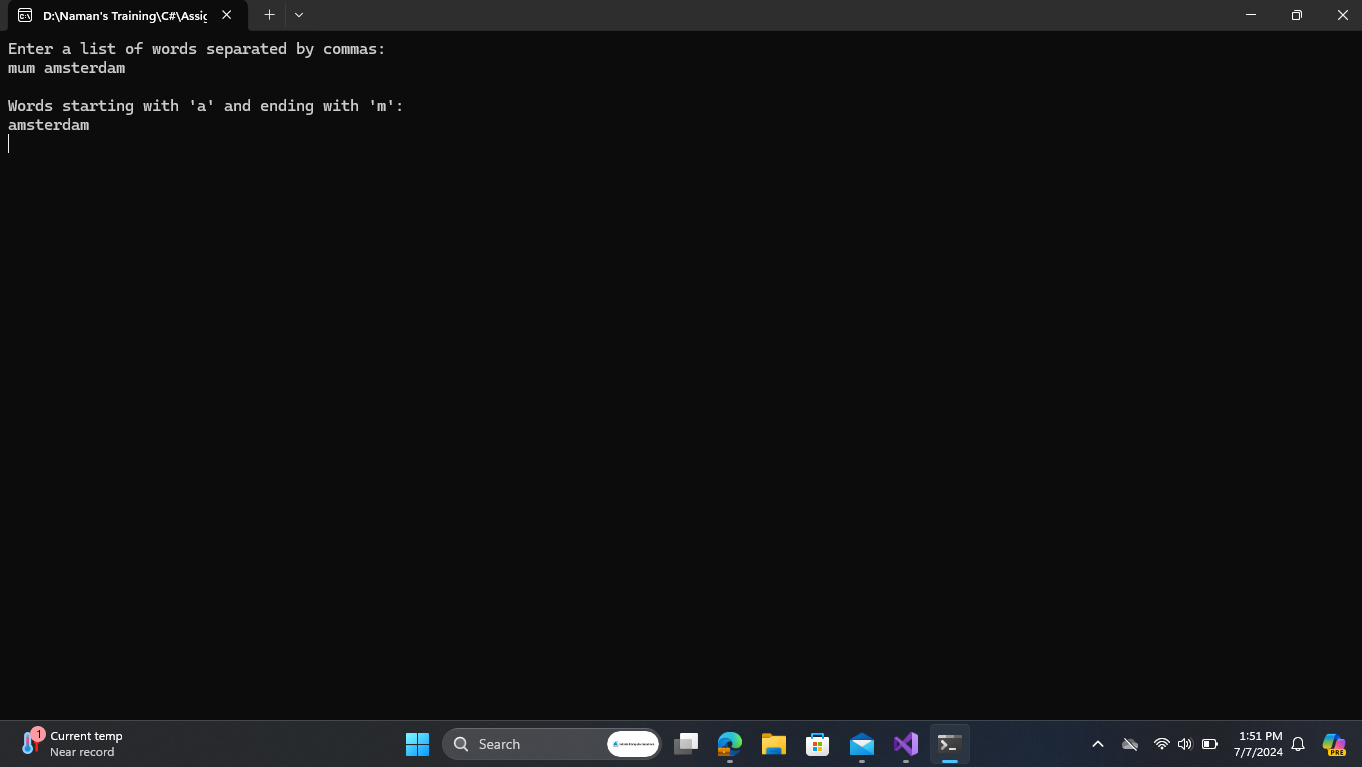 D:\Naman's Training\C#\Assig
Enter a list of words separated by commas:
mum amsterdam
Words starting with 'a' and ending with 'm':
amsterdam
1
Current temp
Near record
Search
1:51 PM
7/7/2024
PRE